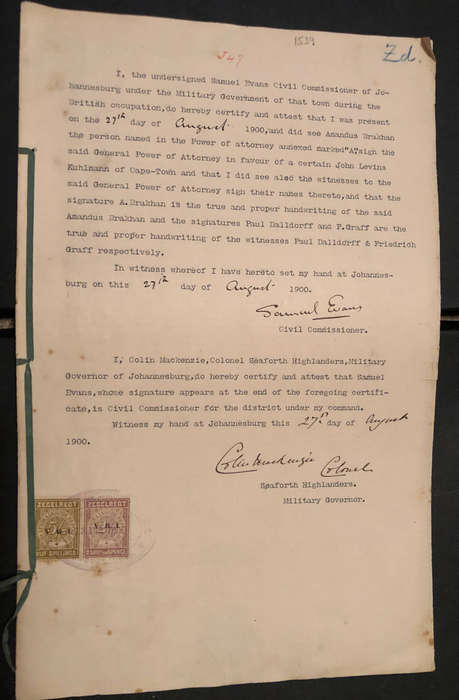 1529
J47
Zd.
I, the undersigned Samuel Evans Civil Commissioner of Jo-
hannesburg under the Military Government of that town during the
British occupation,do hereby certify and attest that I was present
on the 27th day of August 1900,and did see Amandus Brakhan
the person named in the Power of attorney annexed marked"A"sign the
said General Power of Attorney in favour of a certain John Levins
Kuhlmann of Cape-Town and that I did see also the witnesses to the
said General Power of Attorney sign their names thereto,and that the
signature A.Brakhan is the true and proper handwriting of the said
Amandus Brakhan and the signatures Paul Dalldorff and F.Graff are the
true and proper handwriting of the witnesses Paul Dalldorff & Friedrich
Graff respectively.
In witness whereof I have hereto set my hand at Johannes-
burg on this 27th day of August 1900.
Samuel Evans
Civil Commissioner.
I, Colin Mackenzie,Colonel Seaforth Highlanders,Military
Governor of Johannesburg,do hereby certify and attest that Samuel
Evans,whose signature appears at the end of the foregoing certifi-
cate,is Civil Commissioner for the district under my command.
Witness my hand at Johannesburg this 27th day of August
1900.
Colin Mackenzie Colonel
Seaforth Highlanders.
Military Governor.
ZEGELREGT ZEGELREGT
V.R.I. V.R.I.